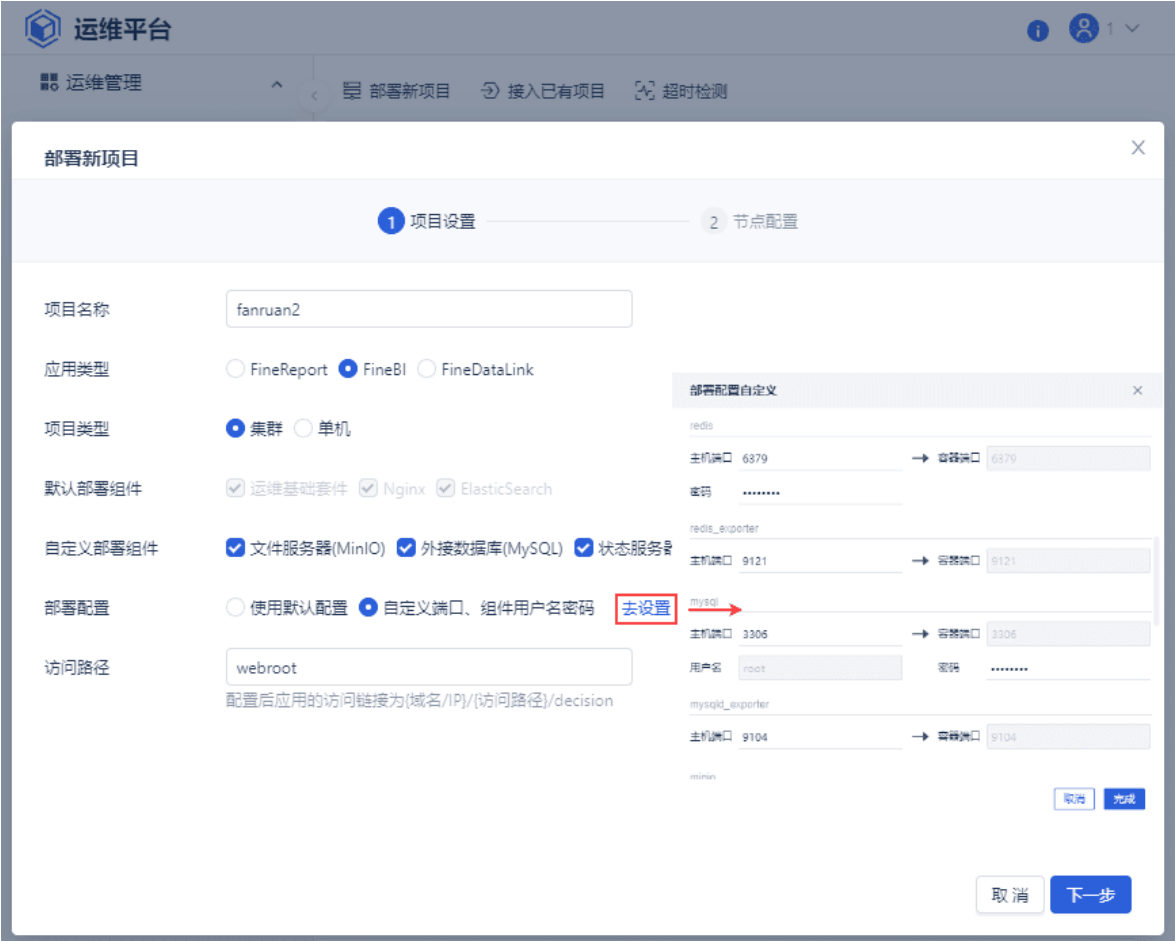 运维平台
1
运维管理
部署新项目 接入已有项目 超时检测
部署新项目
1 项目设置 2 节点配置
项目名称 fanruan2
应用类型 FineReport FineBI FineDataLink
项目类型 集群 单机
默认部署组件 运维基础套件 Nginx ElasticSearch
自定义部署组件 文件服务器(MinIO) 外接数据库(MySQL) 状态服务器
部署配置 使用默认配置 自定义端口、组件用户名密码 去设置
访问路径 webroot
配置后应用的访问链接为{域名/IP}/{访问路径}/decision
部署配置自定义
redis
主机端口 6379 → 容器端口 6379
密码 ••••••••
redis_exporter
主机端口 9121 → 容器端口 9121
mysql
主机端口 3306 → 容器端口 3306
用户名 root 密码 ••••••••
mysqld_exporter
主机端口 9104 → 容器端口 9104
minio
取消 完成
取消 下一步